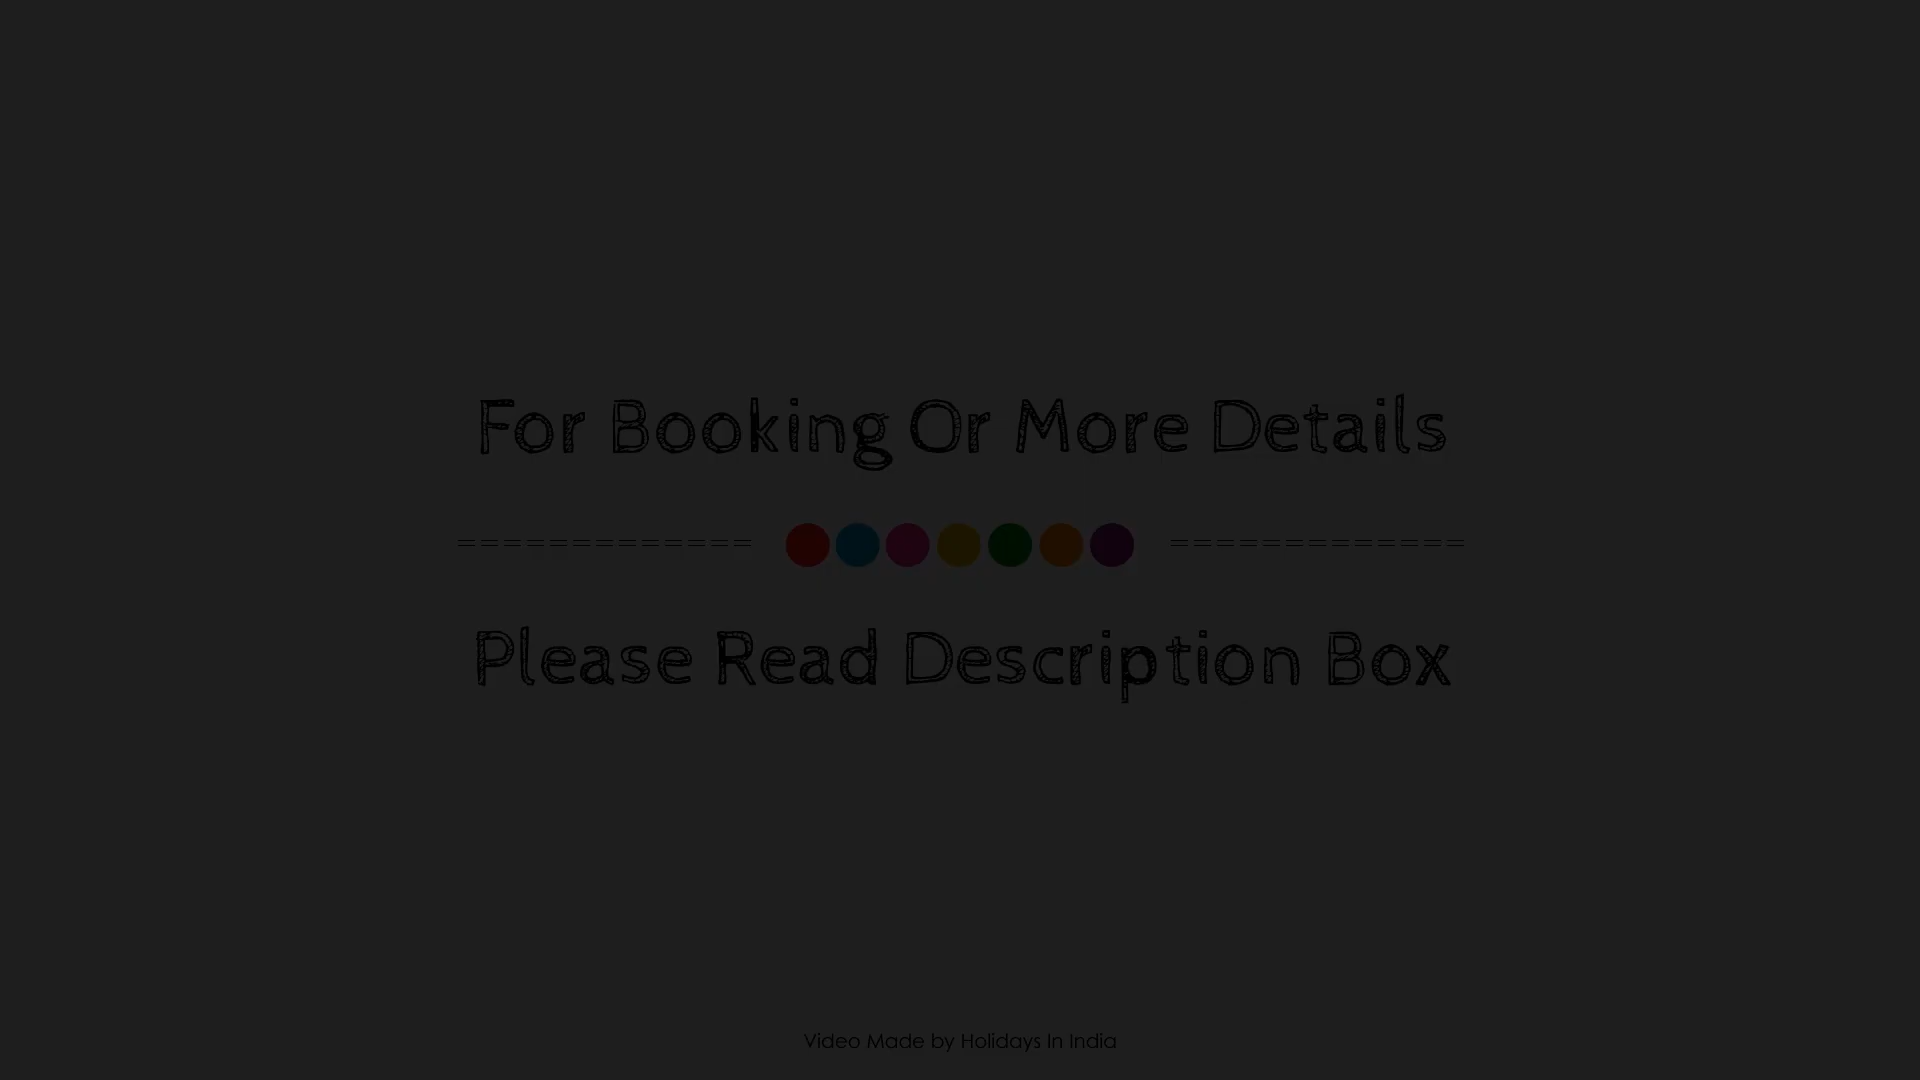 For Booking Or More Details
============= =============
Please Read Description Box
Video Made by Holidays In India